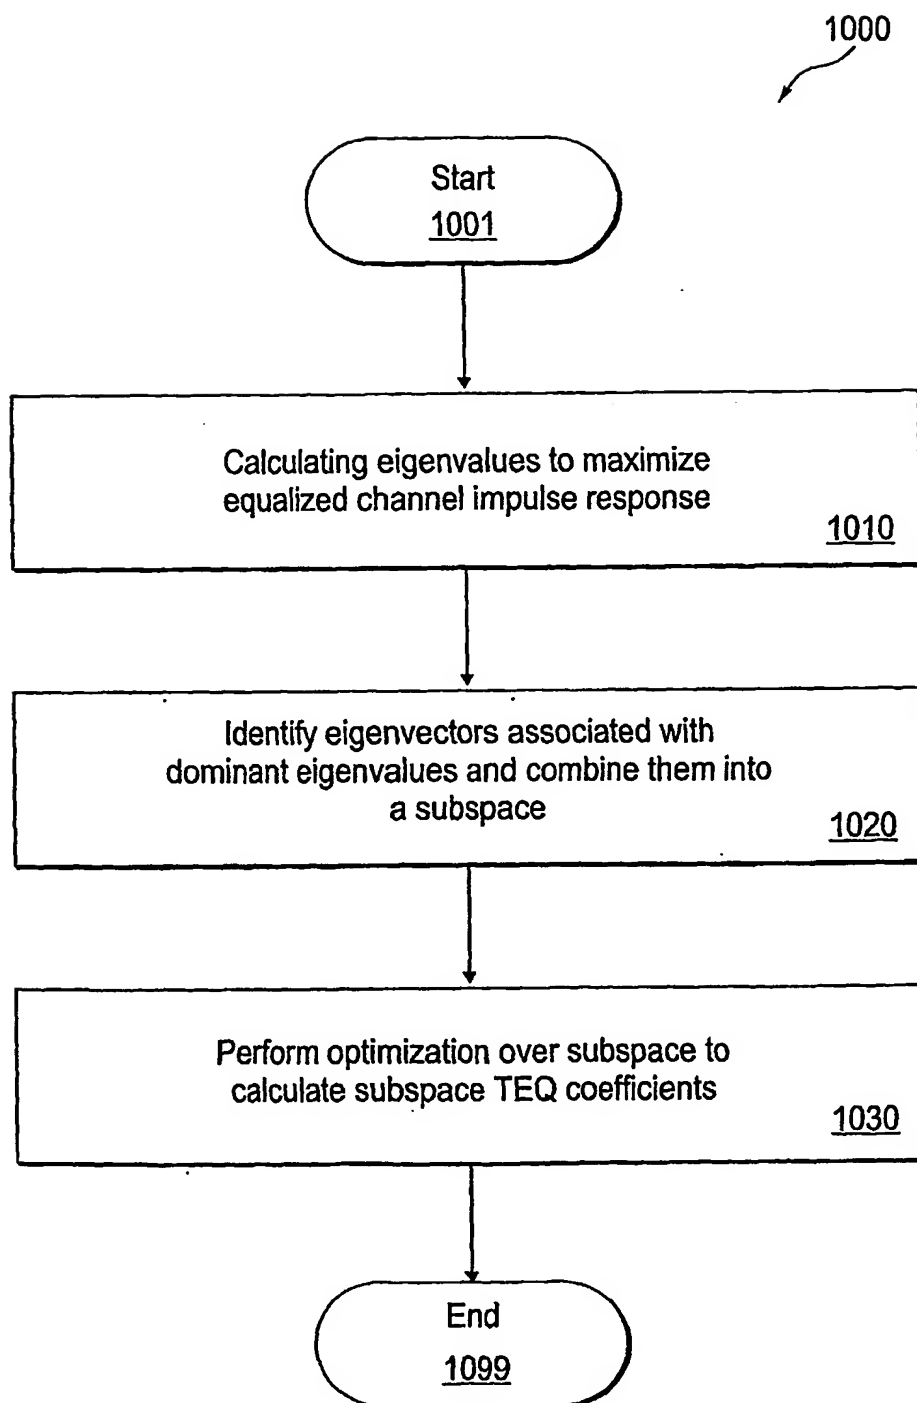 1000
Start
1001
Calculating eigenvalues to maximize
equalized channel impulse response
1010
Identify eigenvectors associated with
dominant eigenvalues and combine them into
a subspace
1020
Perform optimization over subspace to
calculate subspace TEQ coefficients
1030
End
1099